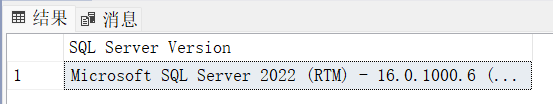 结果 消息
SQL Server Version
1 Microsoft SQL Server 2022 (RTM) - 16.0.1000.6 (...